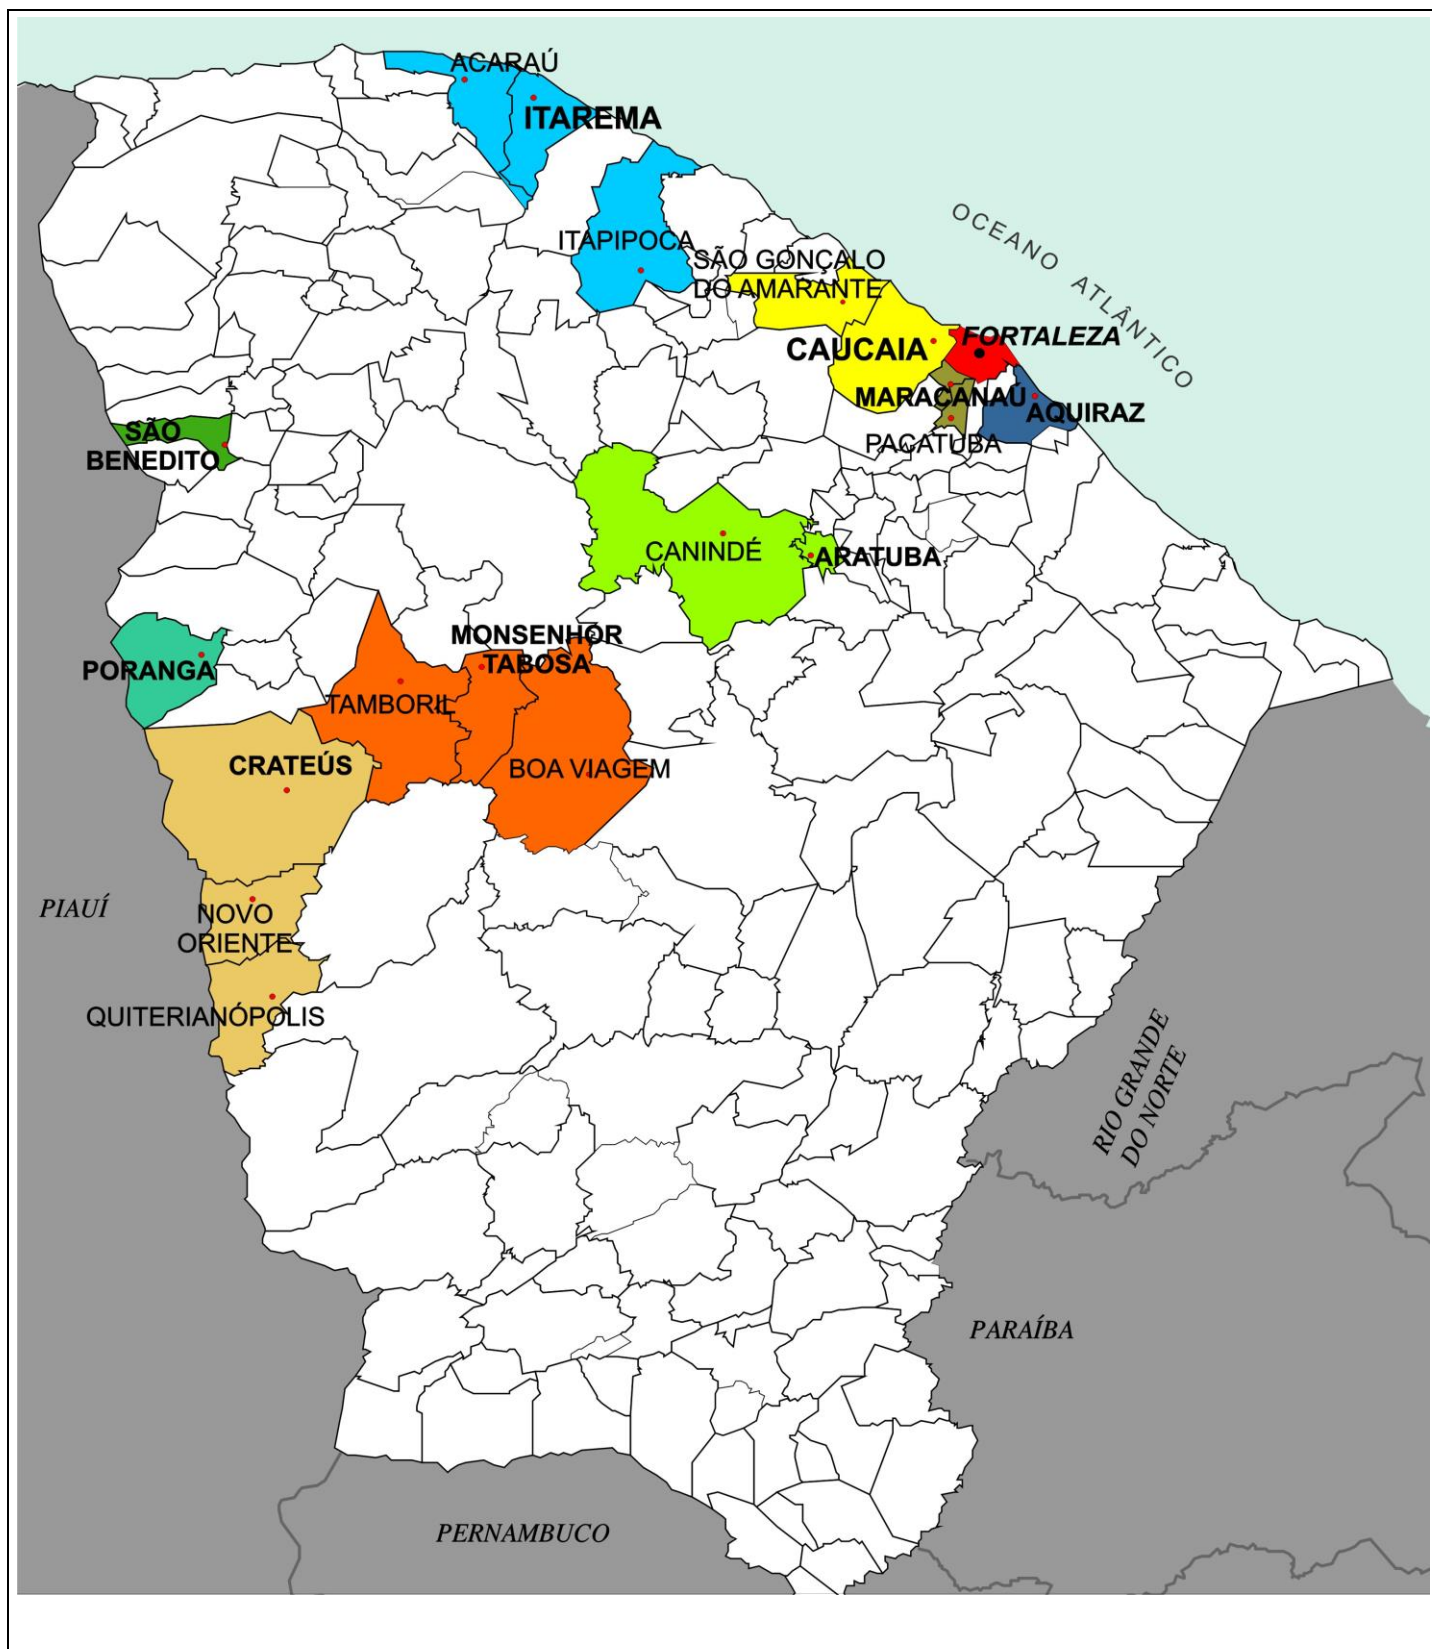 ACARAÚ
ITAREMA
OCEANO ATLÂNTICO
ITAPIPOCA
SÃO GONÇALO
DO AMARANTE
FORTALEZA
CAUCAIA
MARACANAÚ
AQUIRAZ
PACATUBA
SÃO
BENEDITO
CANINDÉ
ARATUBA
MONSENHOR
TABOSA
PORANGA
TAMBORIL
CRATEÚS
BOA VIAGEM
PIAUÍ
NOVO
ORIENTE
QUITERIANÓPOLIS
RIO GRANDE
DO NORTE
PARAÍBA
PERNAMBUCO